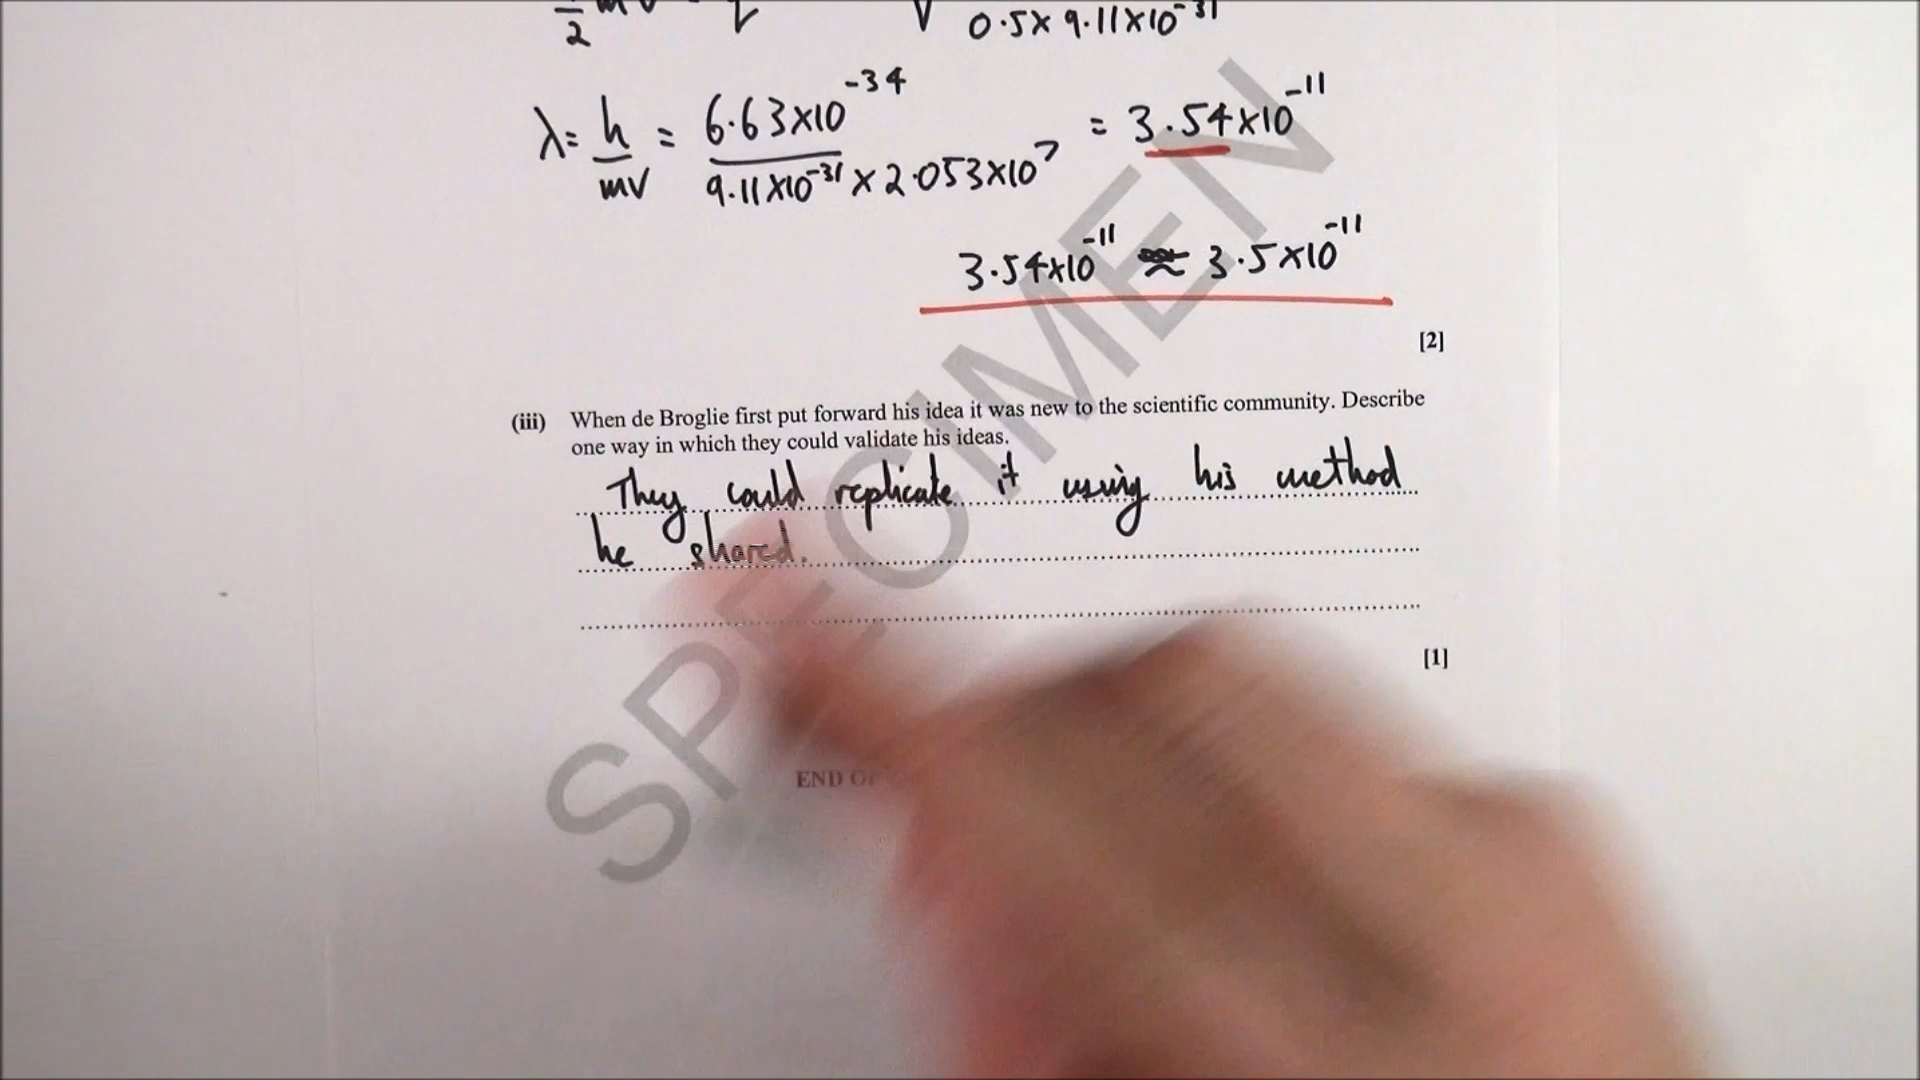 0.5×9.11×10⁻³¹
λ= h/mv = 6.63×10⁻³⁴ / 9.11×10⁻³¹×2.053×10⁷ = 3.54×10⁻¹¹
3.54×10⁻¹¹ ≈ 3.5×10⁻¹¹
[2]
(iii) When de Broglie first put forward his idea it was new to the scientific community. Describe
one way in which they could validate his ideas.
They could replicate it using his method
he shared.
[1]
SPECIMEN
END OF